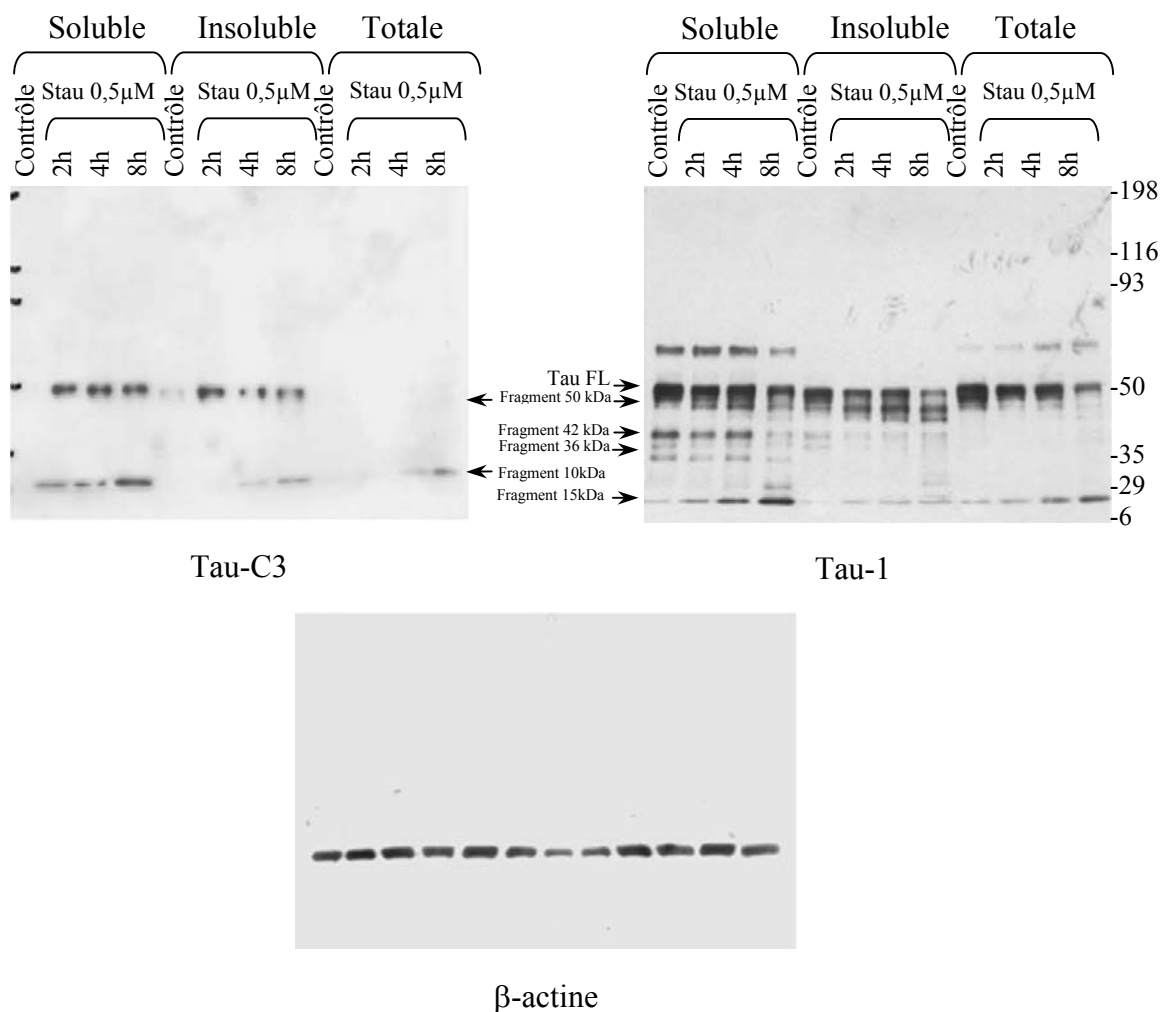 Soluble Insoluble Totale
Stau 0,5µM Stau 0,5µM Stau 0,5µM
Contrôle 2h 4h 8h Contrôle 2h 4h 8h Contrôle 2h 4h 8h
Soluble Insoluble Totale
Stau 0,5µM Stau 0,5µM Stau 0,5µM
Contrôle 2h 4h 8h Contrôle 2h 4h 8h Contrôle 2h 4h 8h
Tau FL
Fragment 50 kDa
Fragment 42 kDa
Fragment 36 kDa
Fragment 10kDa
Fragment 15kDa
-198
-116
-93
-50
-35
-29
-6
Tau-C3
Tau-1
β-actine